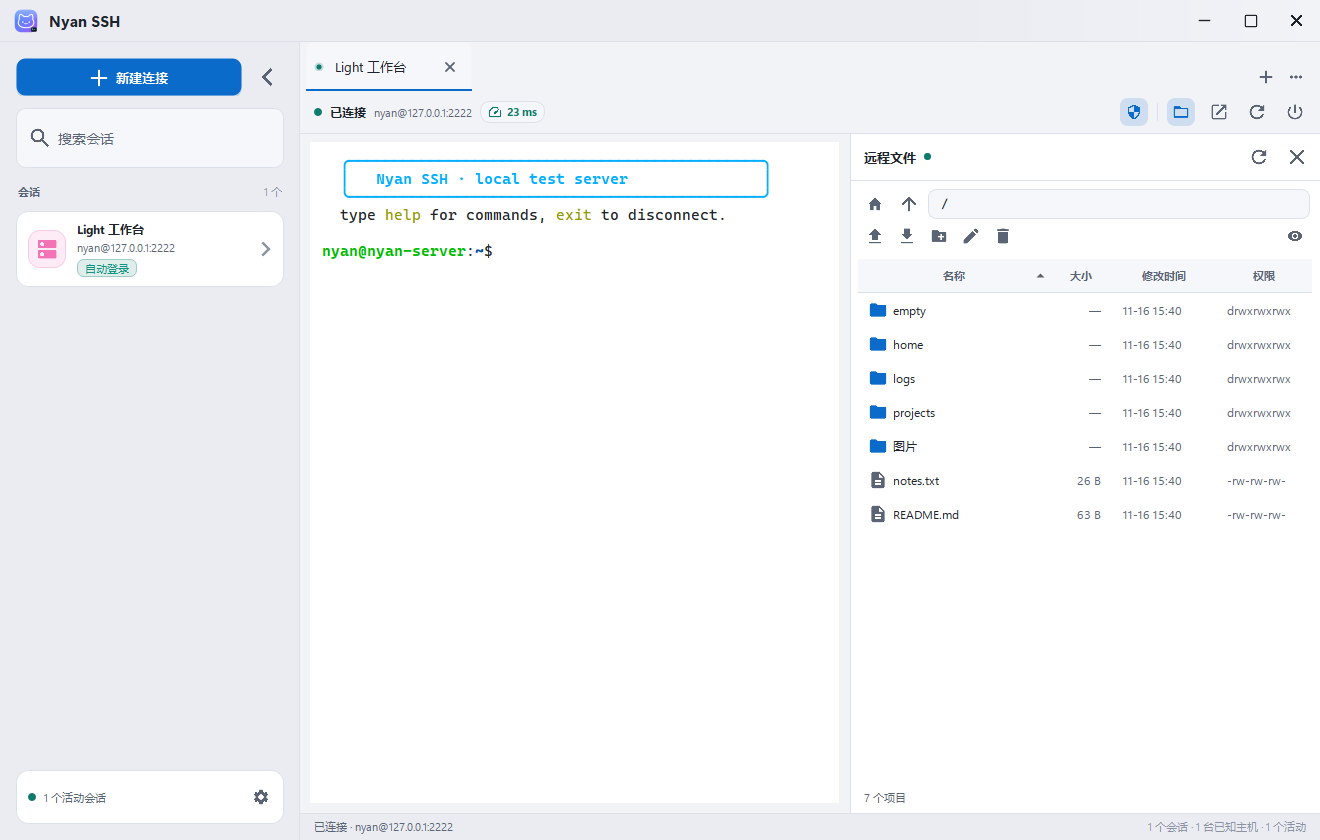 Nyan SSH
新建连接
搜索会话
会话 1 个
Light 工作台
nyan@127.0.0.1:2222
自动登录
1 个活动会话
Light 工作台
已连接 nyan@127.0.0.1:2222 23 ms
Nyan SSH · local test server
type help for commands, exit to disconnect.
nyan@nyan-server:~$
远程文件
/
名称 大小 修改时间 权限
empty — 11-16 15:40 drwxrwxrwx
home — 11-16 15:40 drwxrwxrwx
logs — 11-16 15:40 drwxrwxrwx
projects — 11-16 15:40 drwxrwxrwx
图片 — 11-16 15:40 drwxrwxrwx
notes.txt 26 B 11-16 15:40 -rw-rw-rw-
README.md 63 B 11-16 15:40 -rw-rw-rw-
7 个项目
已连接 · nyan@127.0.0.1:2222
1 个会话 · 1 台已知主机 · 1 个活动